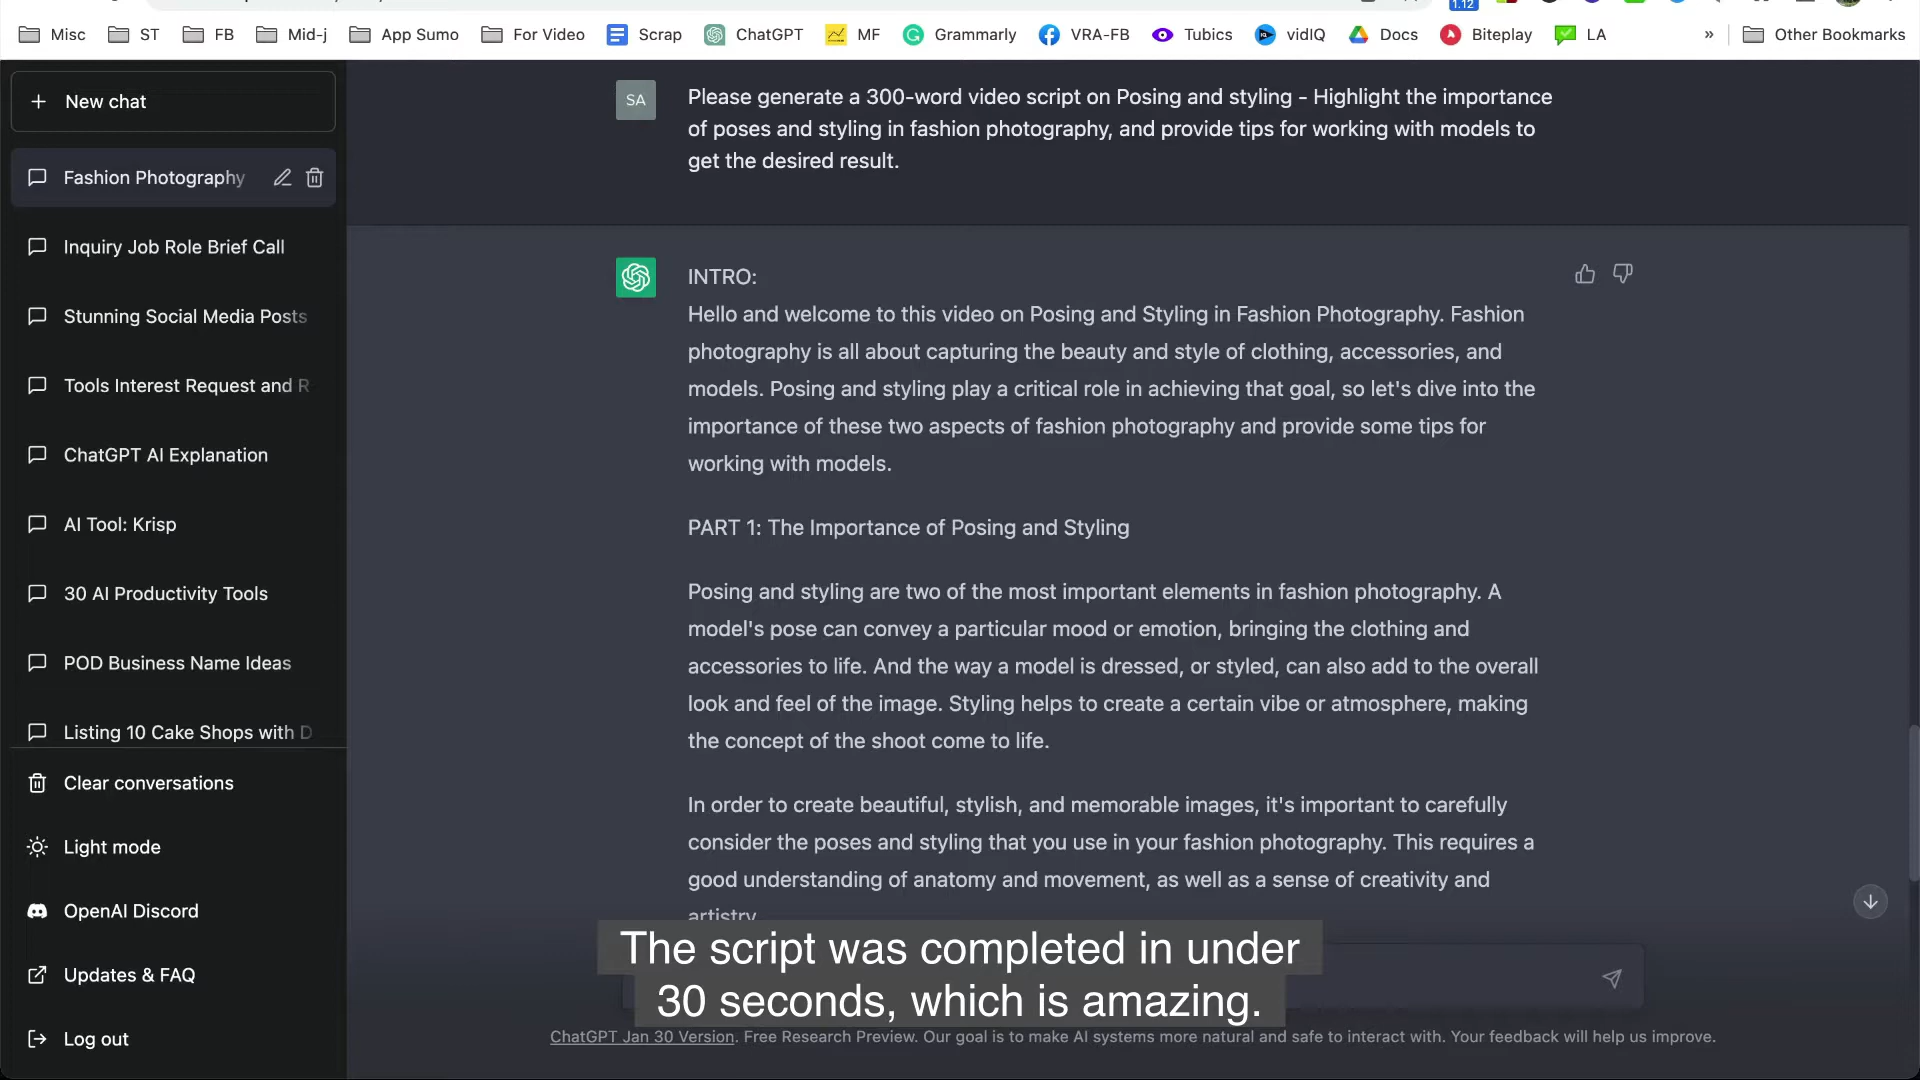 1.12
Misc ST FB Mid-j App Sumo For Video Scrap ChatGPT MF Grammarly VRA-FB Tubics vidIQ Docs Biteplay LA » Other Bookmarks
+ New chat
Fashion Photography
Inquiry Job Role Brief Call
Stunning Social Media Posts
Tools Interest Request and R
ChatGPT AI Explanation
AI Tool: Krisp
30 AI Productivity Tools
POD Business Name Ideas
Listing 10 Cake Shops with D
Clear conversations
Light mode
OpenAI Discord
Updates & FAQ
Log out
SA
Please generate a 300-word video script on Posing and styling - Highlight the importance
of poses and styling in fashion photography, and provide tips for working with models to
get the desired result.
INTRO:
Hello and welcome to this video on Posing and Styling in Fashion Photography. Fashion
photography is all about capturing the beauty and style of clothing, accessories, and
models. Posing and styling play a critical role in achieving that goal, so let's dive into the
importance of these two aspects of fashion photography and provide some tips for
working with models.
PART 1: The Importance of Posing and Styling
Posing and styling are two of the most important elements in fashion photography. A
model's pose can convey a particular mood or emotion, bringing the clothing and
accessories to life. And the way a model is dressed, or styled, can also add to the overall
look and feel of the image. Styling helps to create a certain vibe or atmosphere, making
the concept of the shoot come to life.
In order to create beautiful, stylish, and memorable images, it's important to carefully
consider the poses and styling that you use in your fashion photography. This requires a
good understanding of anatomy and movement, as well as a sense of creativity and
artistry.
The script was completed in under
30 seconds, which is amazing.
ChatGPT Jan 30 Version. Free Research Preview. Our goal is to make AI systems more natural and safe to interact with. Your feedback will help us improve.